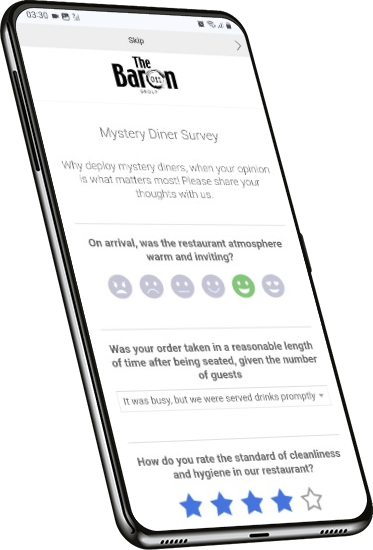 03:30
Skip
The
Baron
GROUP
Mystery Diner Survey
Why deploy mystery diners, when your opinion
is what matters most! Please share your
thoughts with us.
On arrival, was the restaurant atmosphere
warm and inviting?
Was your order taken in a reasonable length
of time after being seated, given the number
of guests
It was busy, but we were served drinks promptly
How do you rate the standard of cleanliness
and hygiene in our restaurant?